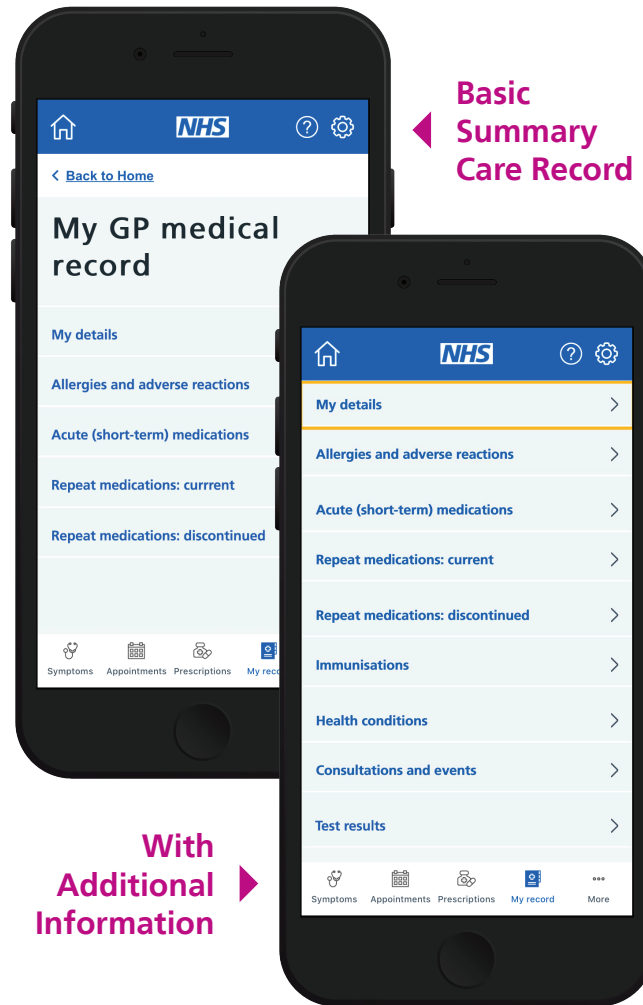 Basic
Summary
Care Record
NHS
?
Back to Home
My GP medical
record
My details
Allergies and adverse reactions
Acute (short-term) medications
Repeat medications: currrent
Repeat medications: discontinued
Symptoms Appointments Prescriptions My reco
NHS
?
My details
Allergies and adverse reactions
Acute (short-term) medications
Repeat medications: current
Repeat medications: discontinued
Immunisations
Health conditions
Consultations and events
Test results
Symptoms Appointments Prescriptions My record More
With
Additional
Information